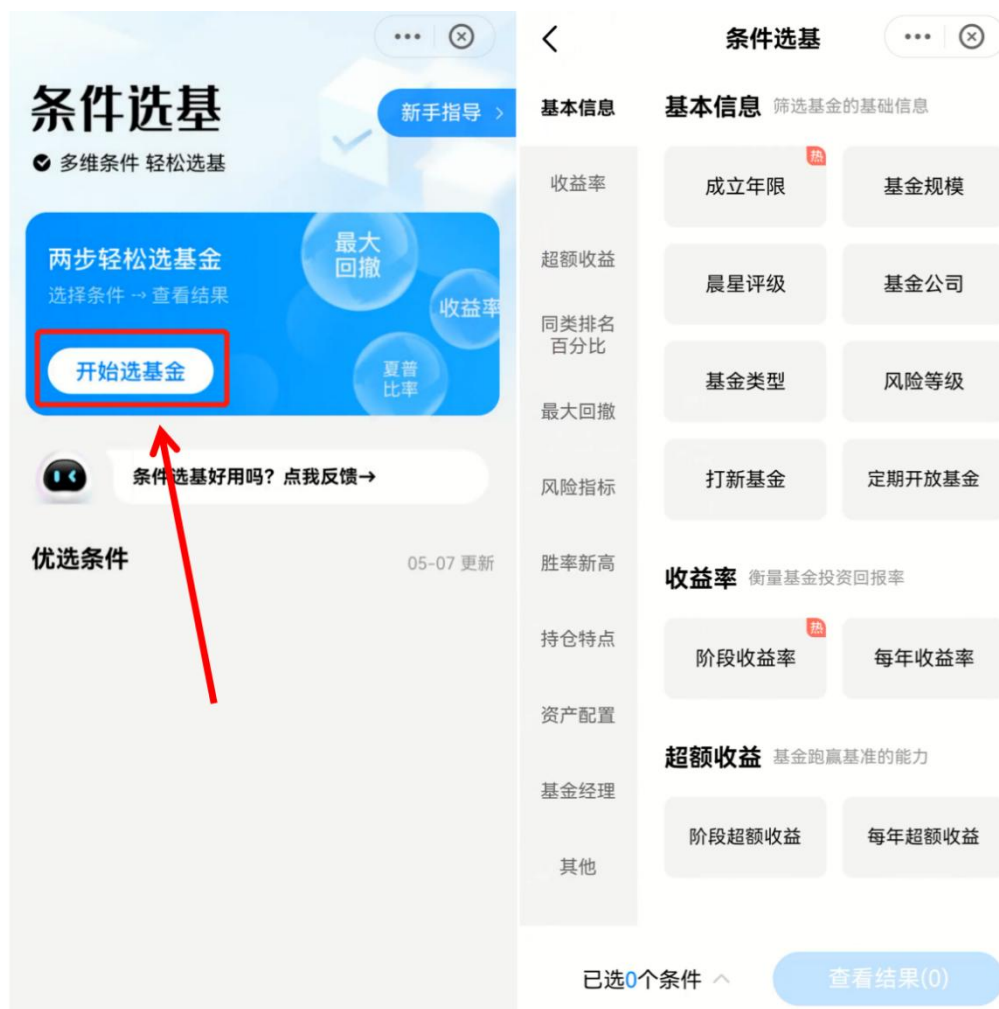 条件选基
新手指导 >
多维条件 轻松选基
两步轻松选基金
选择条件 → 查看结果
开始选基金
最大
回撤
收益率
夏普
比率
条件选基好用吗？点我反馈→
优选条件
05-07 更新
条件选基
基本信息
收益率
超额收益
同类排名
百分比
最大回撤
风险指标
胜率新高
持仓特点
资产配置
基金经理
其他
基本信息 筛选基金的基础信息
热
成立年限 基金规模
晨星评级 基金公司
基金类型 风险等级
打新基金 定期开放基金
收益率 衡量基金投资回报率
热
阶段收益率 每年收益率
超额收益 基金跑赢基准的能力
阶段超额收益 每年超额收益
已选0个条件
查看结果(0)